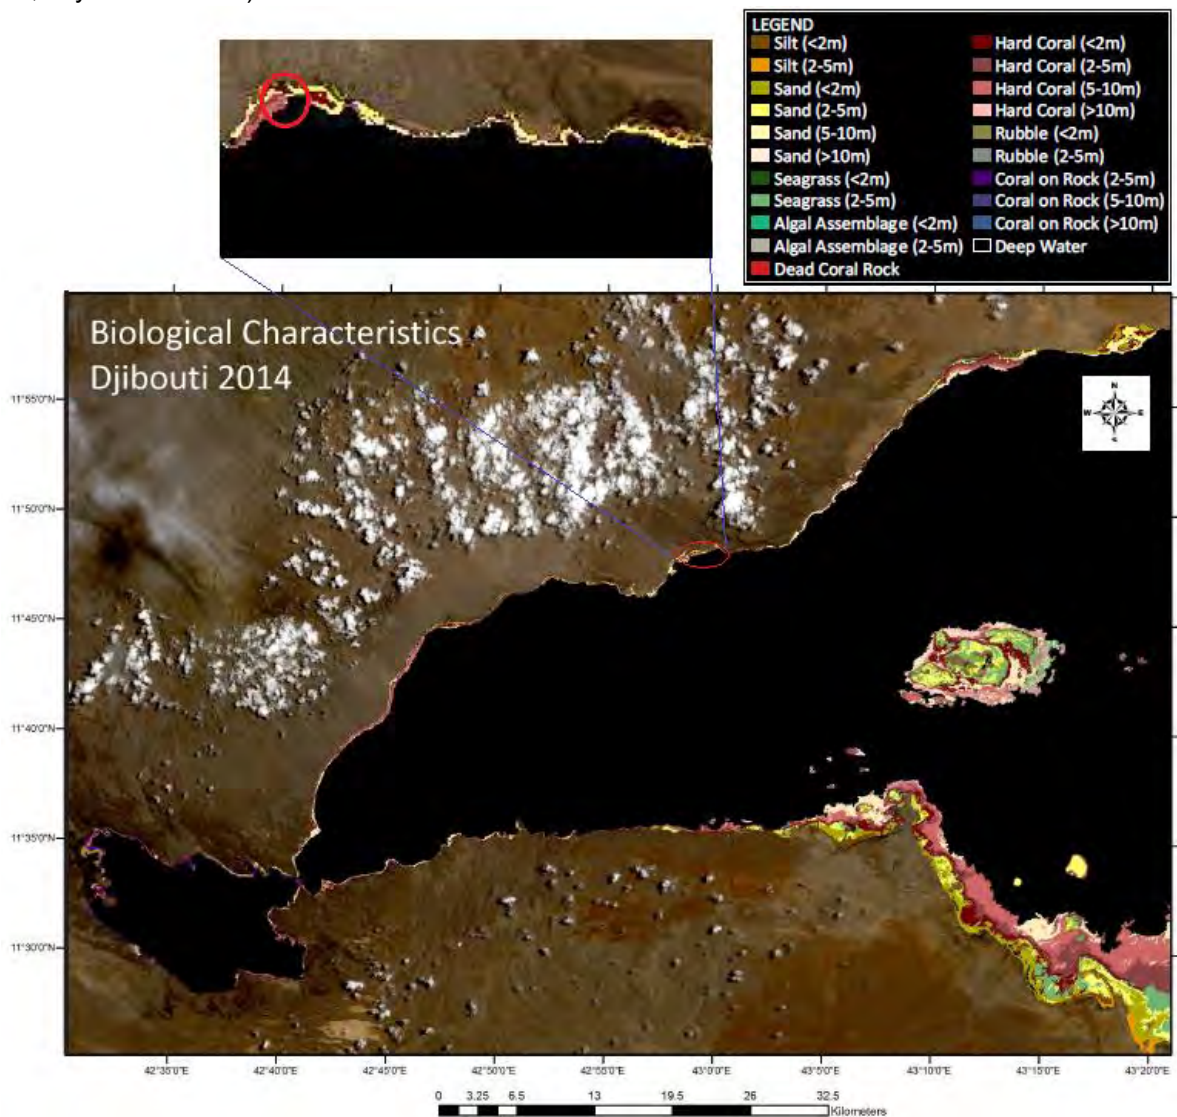 LEGEND
Silt (<2m)
Silt (2-5m)
Sand (<2m)
Sand (2-5m)
Sand (5-10m)
Sand (>10m)
Seagrass (<2m)
Seagrass (2-5m)
Algal Assemblage (<2m)
Algal Assemblage (2-5m)
Dead Coral Rock
Hard Coral (<2m)
Hard Coral (2-5m)
Hard Coral (5-10m)
Hard Coral (>10m)
Rubble (<2m)
Rubble (2-5m)
Coral on Rock (2-5m)
Coral on Rock (5-10m)
Coral on Rock (>10m)
Deep Water
Biological Characteristics
Djibouti 2014
N
W E
11°55'0"N
11°50'0"N
11°45'0"N
11°40'0"N
11°35'0"N
11°30'0"N
42°35'0"E 42°40'0"E 42°45'0"E 42°50'0"E 42°55'0"E 43°0'0"E 43°5'0"E 43°10'0"E 43°15'0"E 43°20'0"E
0 3.25 6.5 13 19.5 26 32.5
Kilometers